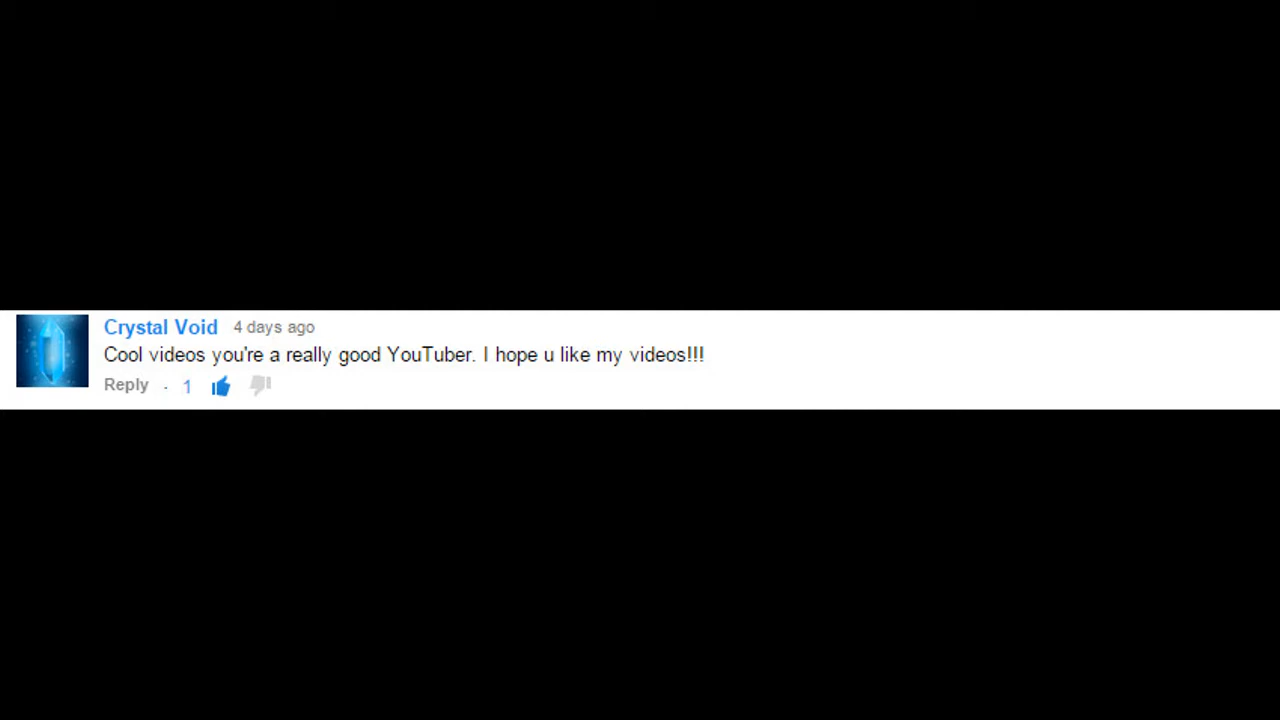 Crystal Void 4 days ago
Cool videos you're a really good YouTuber. I hope u like my videos!!!
Reply · 1